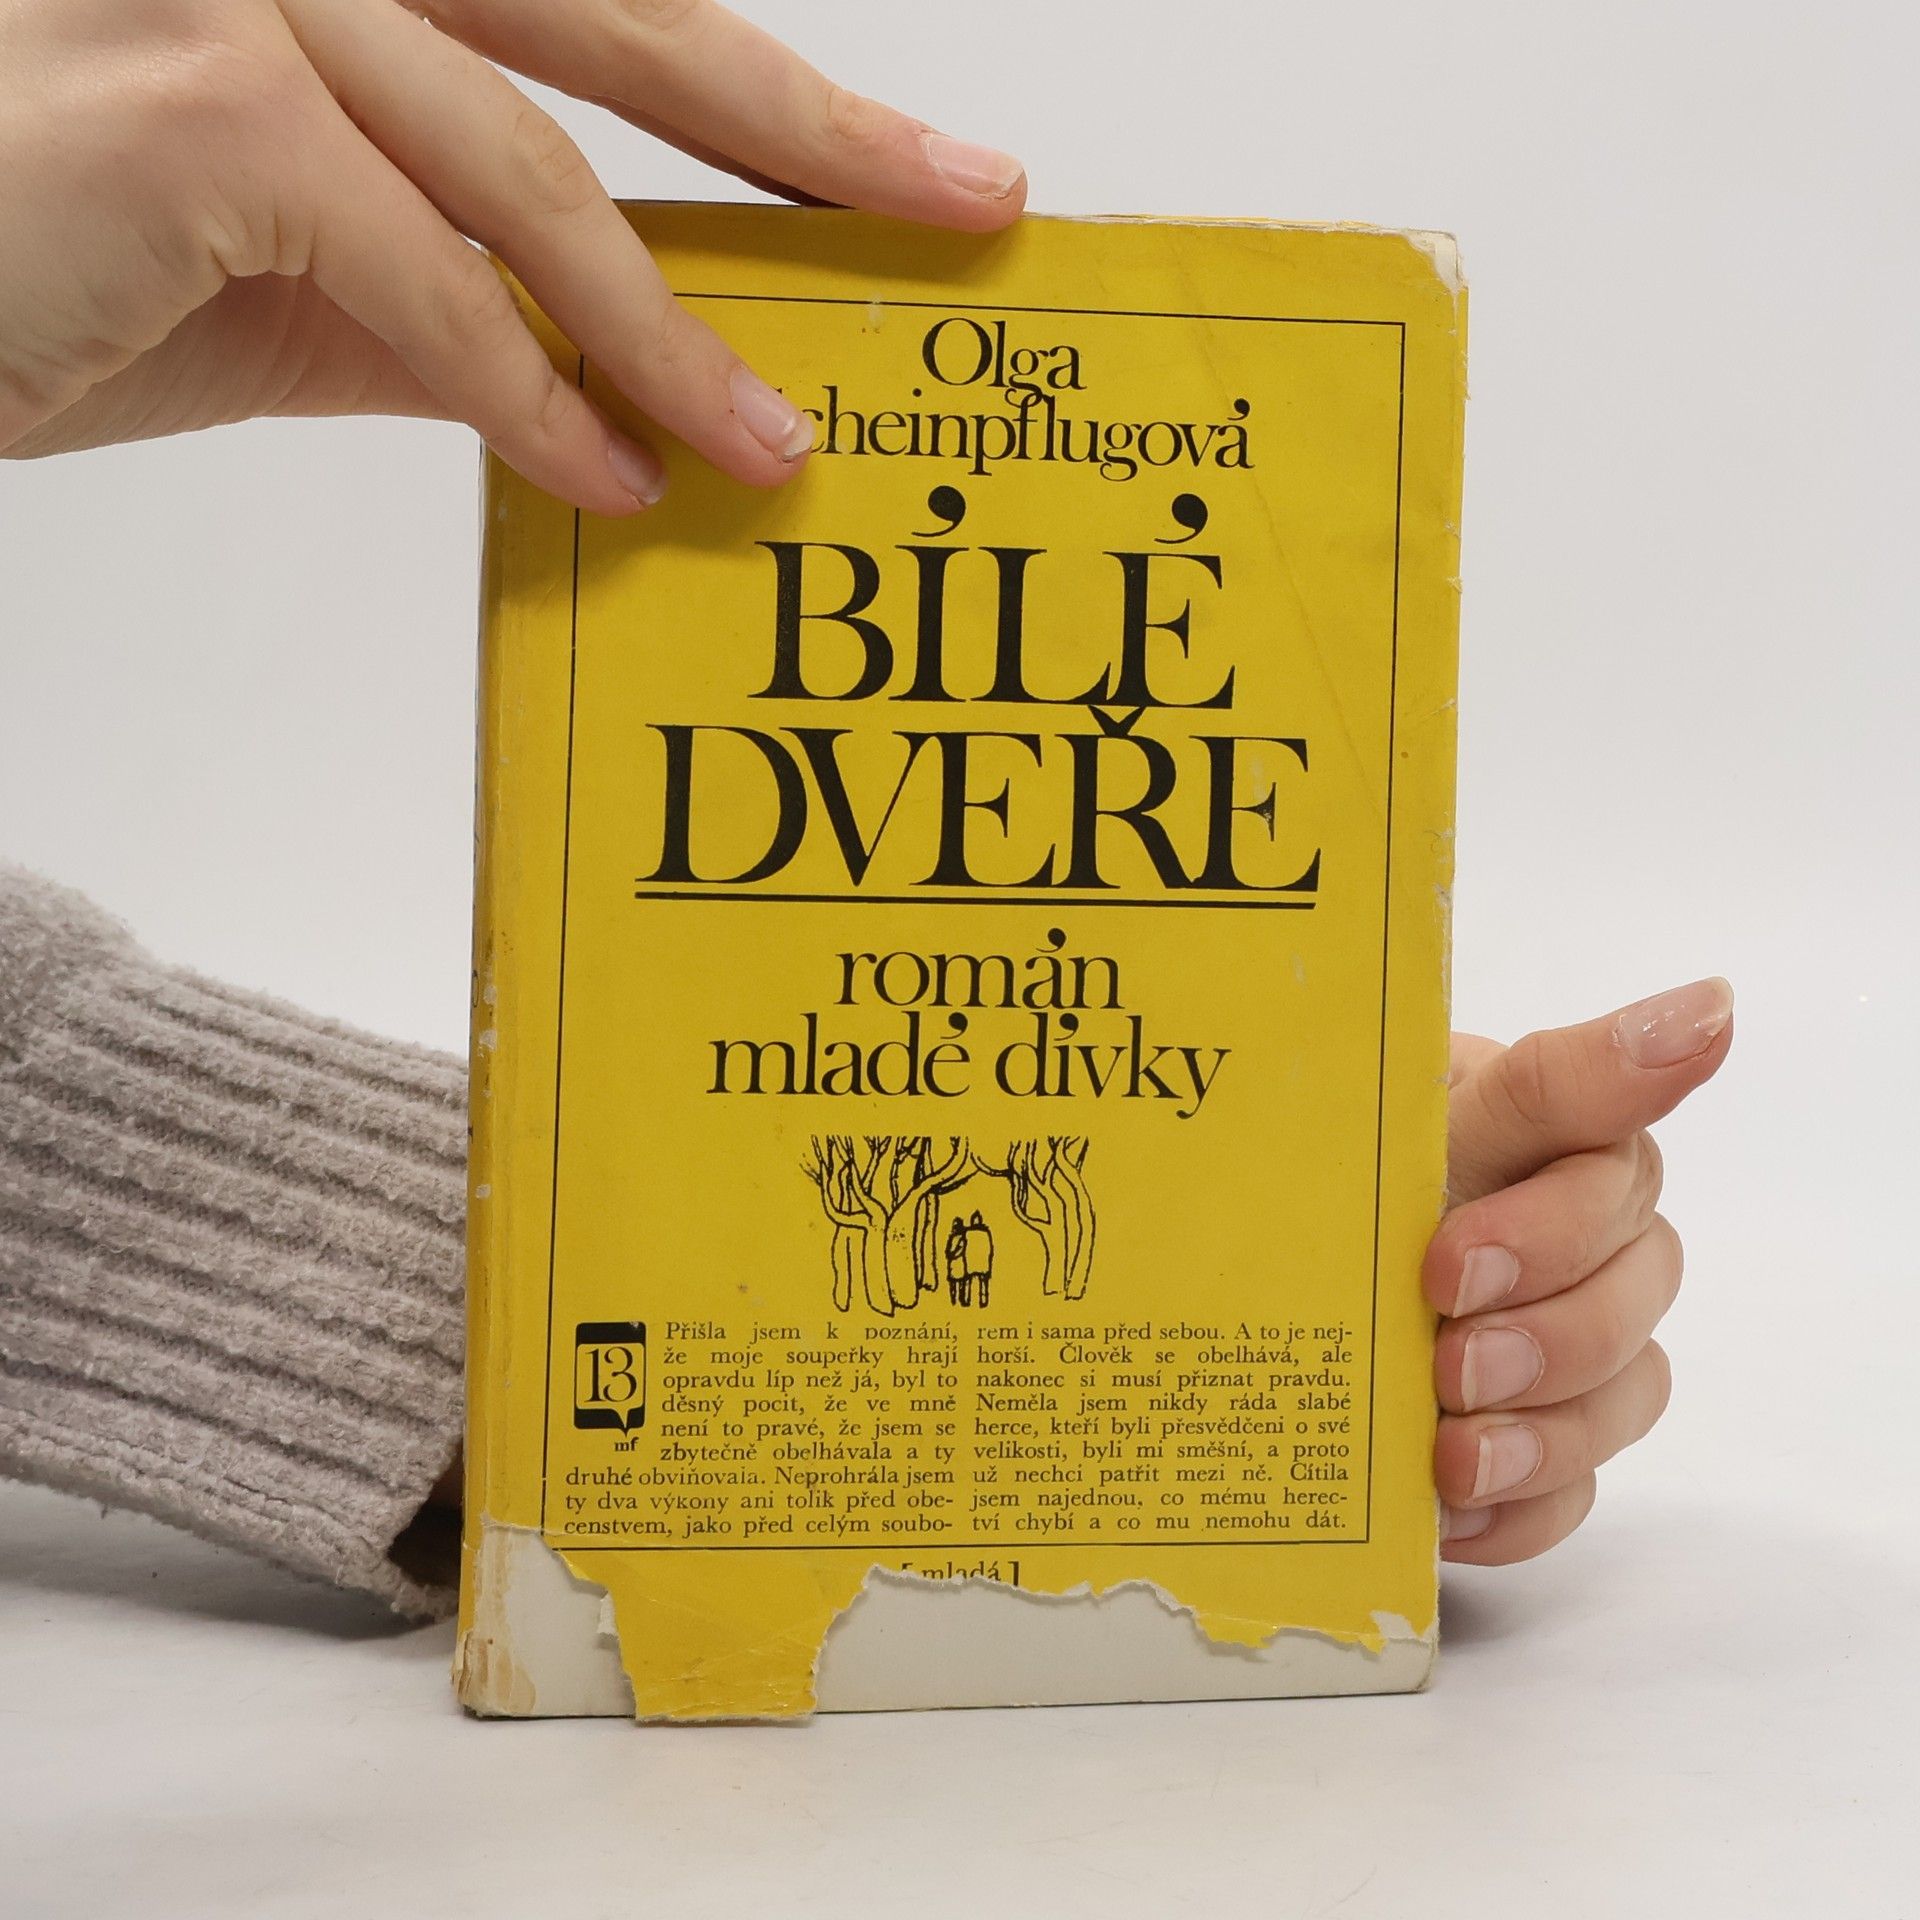 Olga
cheinpflugová
BÍLÉ
DVEŘE
román
mladé dívky
13
mf
Přišla jsem k poznání,
že moje soupeřky hrají
opravdu líp než já, byl to
děsný pocit, že ve mně
není to pravé, že jsem se
zbytečně obelhávala a ty
druhé obviňovala. Neprohrála jsem
ty dva výkony ani tolik před obe-
censtvem, jako před celým soubo-
rem i sama před sebou. A to je nej-
horší. Člověk se obelhává, ale
nakonec si musí přiznat pravdu.
Neměla jsem nikdy ráda slabé
herce, kteří byli přesvědčeni o své
velikosti, byli mi směšní, a proto
už nechci patřit mezi ně. Cítila
jsem najednou, co mému herec-
tví chybí a co mu nemohu dát.
[mladá]